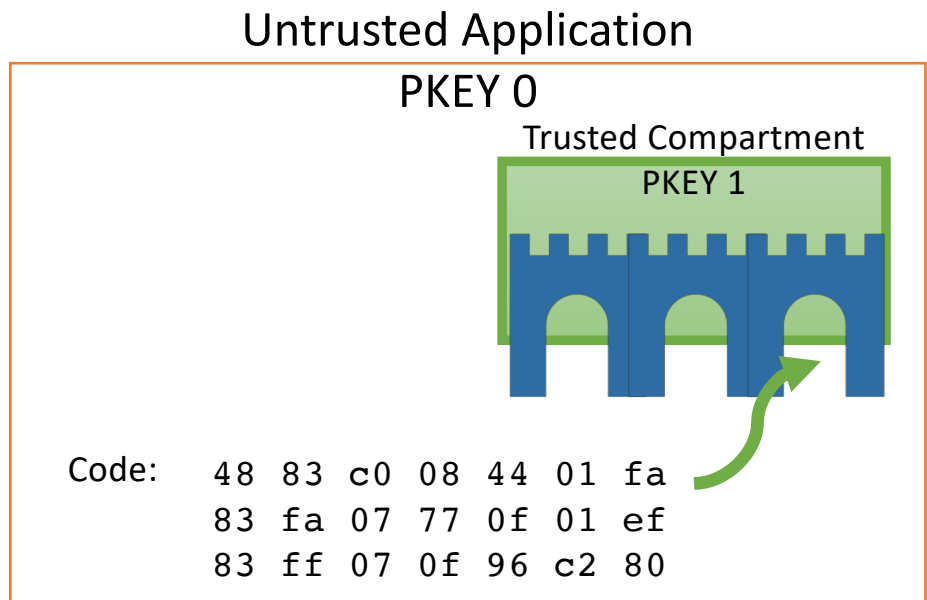 Untrusted Application
PKEY 0
Trusted Compartment
PKEY 1
Code: 48 83 c0 08 44 01 fa
83 fa 07 77 0f 01 ef
83 ff 07 0f 96 c2 80